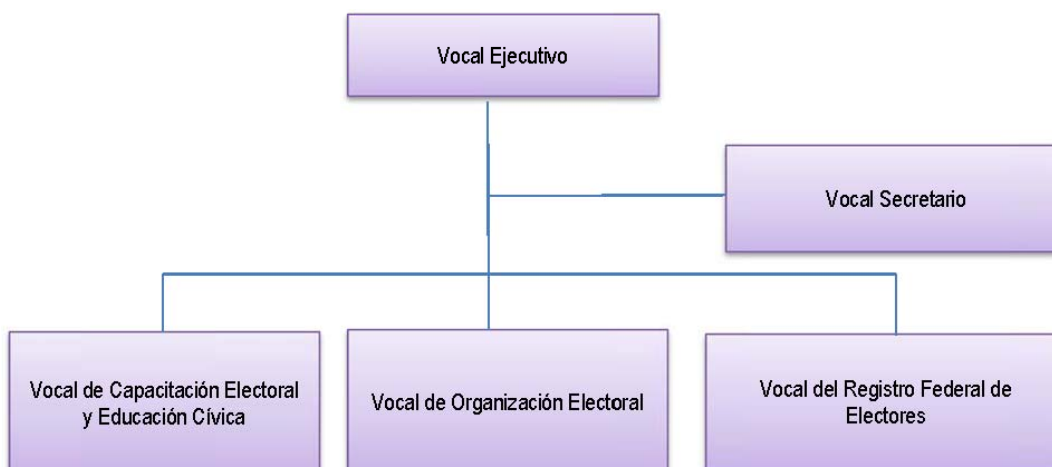 Vocal Ejecutivo
Vocal Secretario
Vocal de Capacitación Electoral
y Educación Cívica
Vocal de Organización Electoral
Vocal del Registro Federal de
Electores